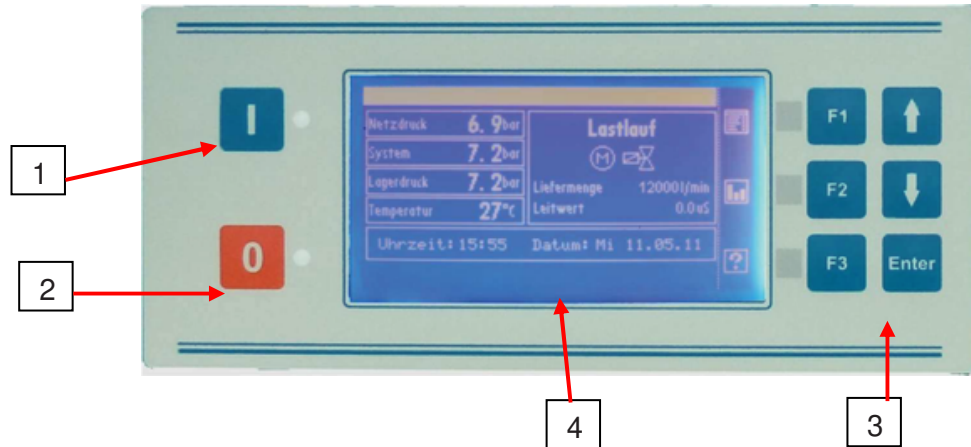 I
0
Netzdruck 6.9bar
System 7.2bar
Lagerdruck 7.2bar
Temperatur 27°C
Lastlauf
M
Liefermenge 12000l/min
Leitwert 0.0uS
Uhrzeit:15:55 Datum: Mi 11.05.11
?
F1
F2
F3 Enter
1
2
3
4